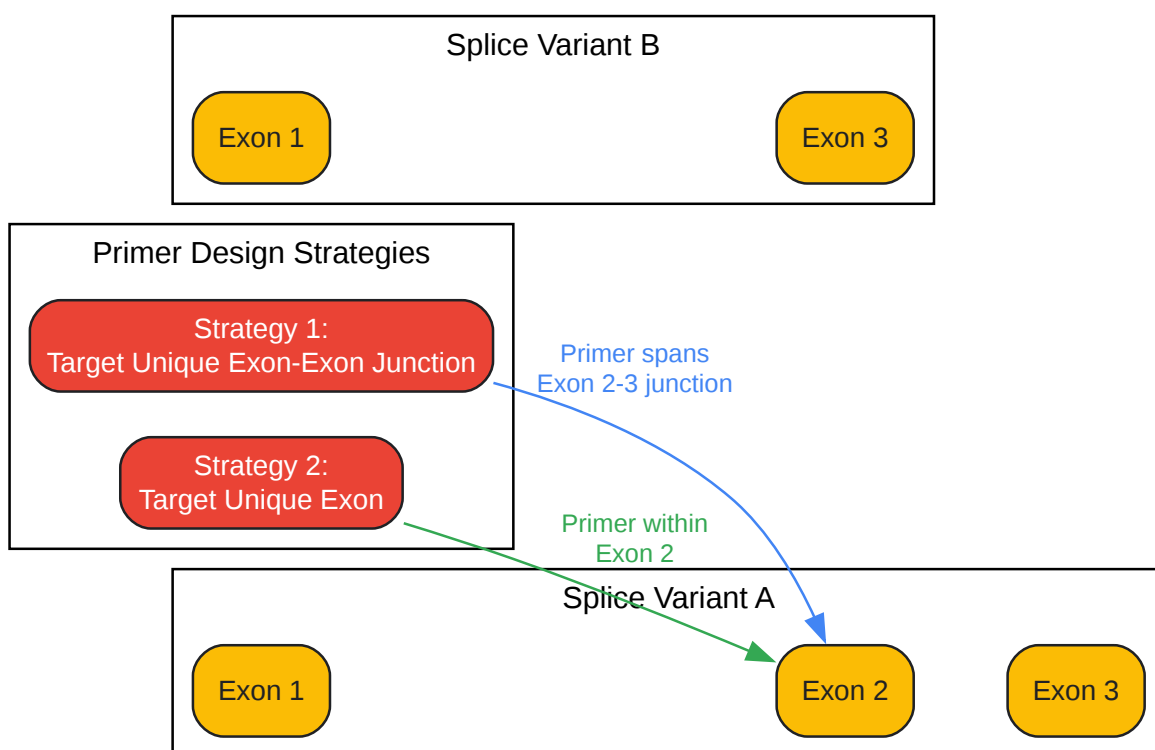 Splice Variant B
Exon 1
Exon 3
Primer Design Strategies
Strategy 1:
Target Unique Exon-Exon Junction
Primer spans
Exon 2-3 junction
Strategy 2:
Target Unique Exon
Primer within
Exon 2
Splice Variant A
Exon 1
Exon 2
Exon 3